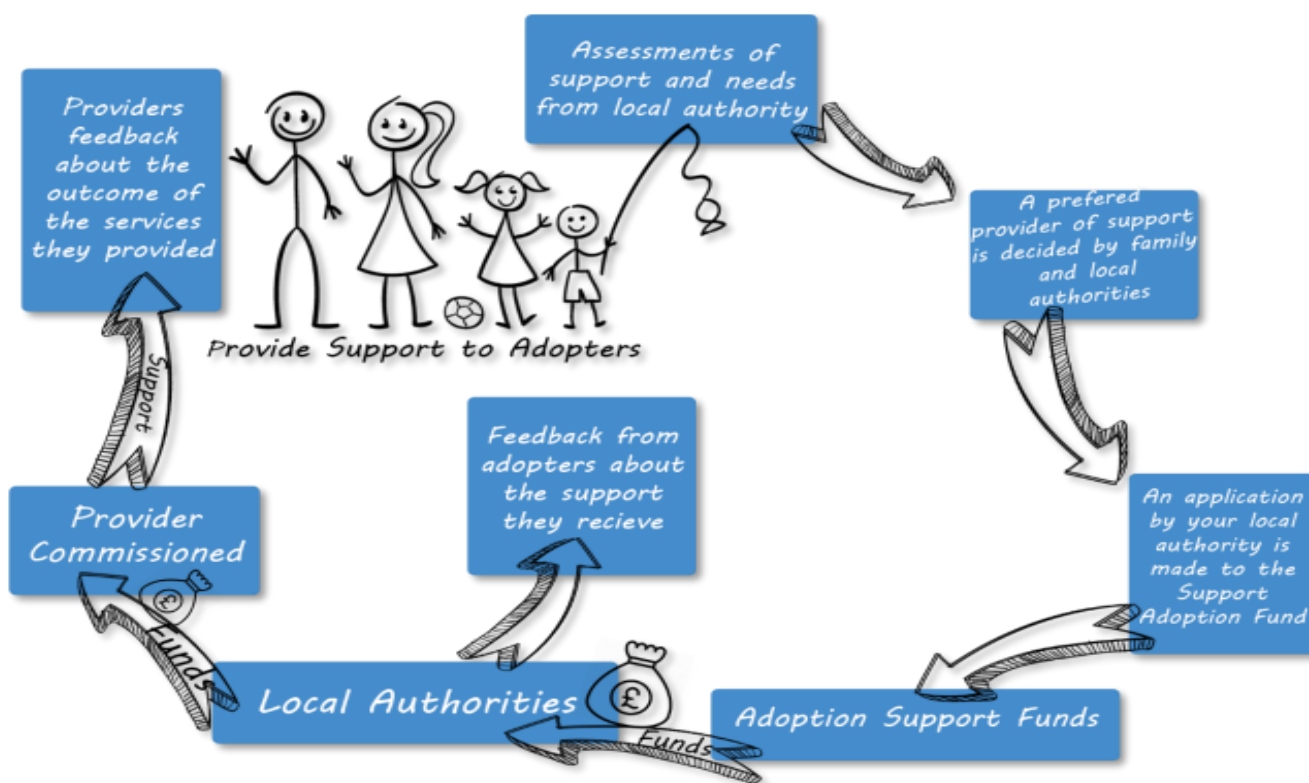 Assessments of
support and needs
from local authority
A prefered
provider of support
is decided by family
and local
authorities
An application
by your local
authority is
made to the
Support
Adoption Fund
Adoption Support Funds
£
Funds
Local Authorities
Feedback from
adopters about
the support
they recieve
£
Funds
Provider
Commissioned
Support
Providers
feedback
about the
outcome of
the services
they provided
Provide Support to Adopters